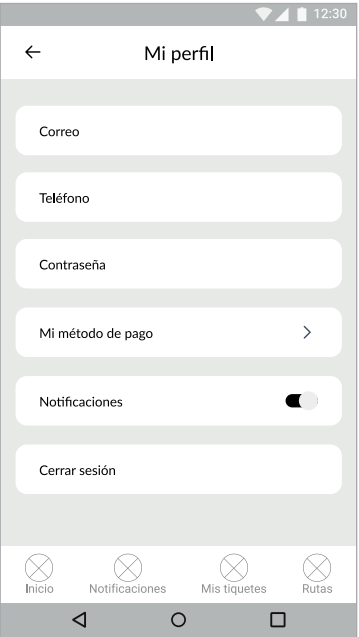 12:30
Mi perfil
Correo
Teléfono
Contraseña
Mi método de pago
Notificaciones
Cerrar sesión
Inicio Notificaciones Mis tiquetes Rutas